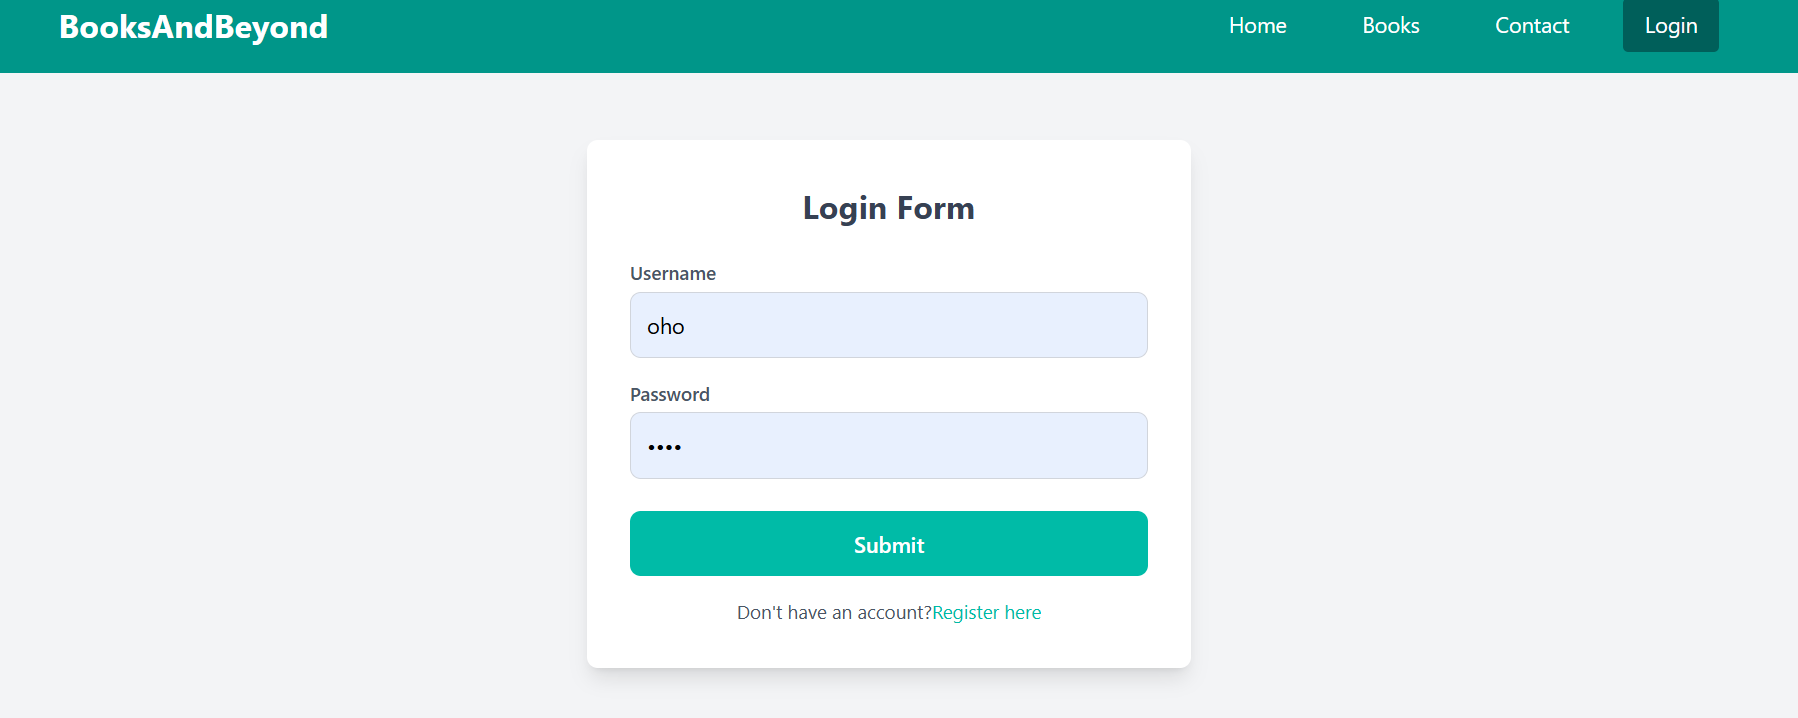 BooksAndBeyond
Home Books Contact Login
Login Form
Username
oho
Password
••••
Submit
Don't have an account?Register here